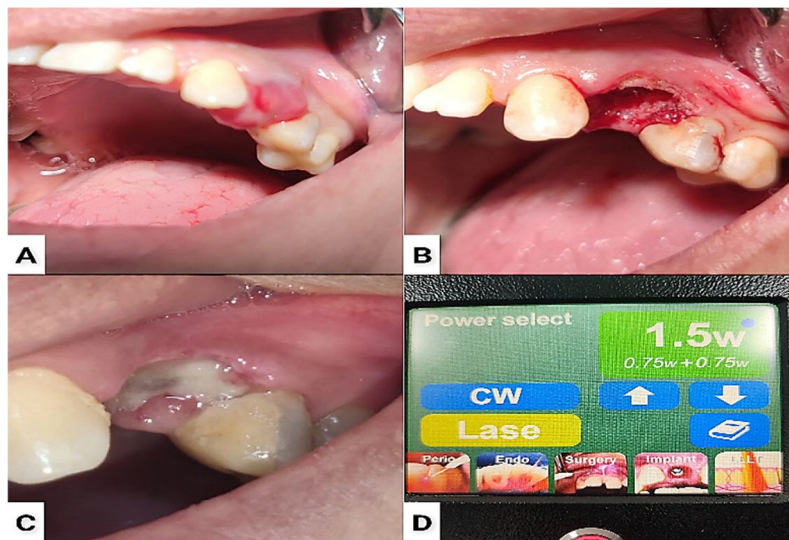 A
B
C
D
Power select
1.5w
0.75w + 0.75w
CW
Lase
Perio
Endo
Surgery
Implant